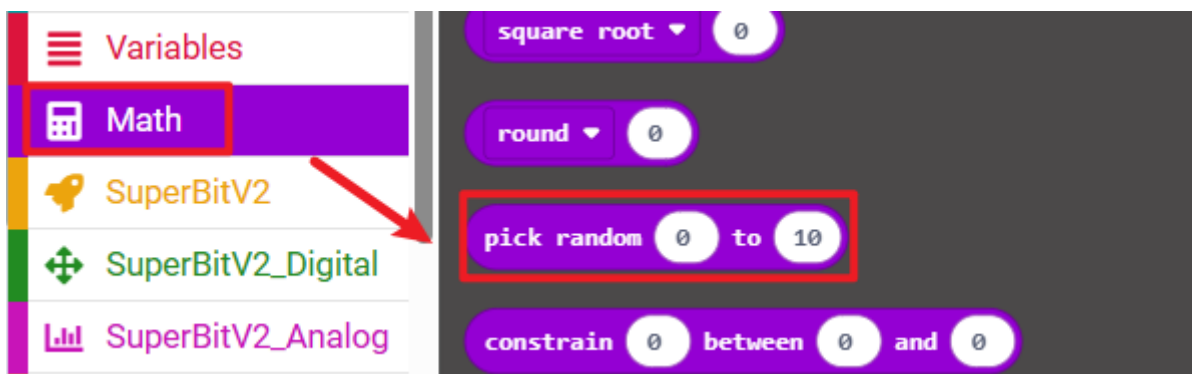 Variables
Math
SuperBitV2
SuperBitV2_Digital
SuperBitV2_Analog
square root 0
round 0
pick random 0 to 10
constrain 0 between 0 and 0